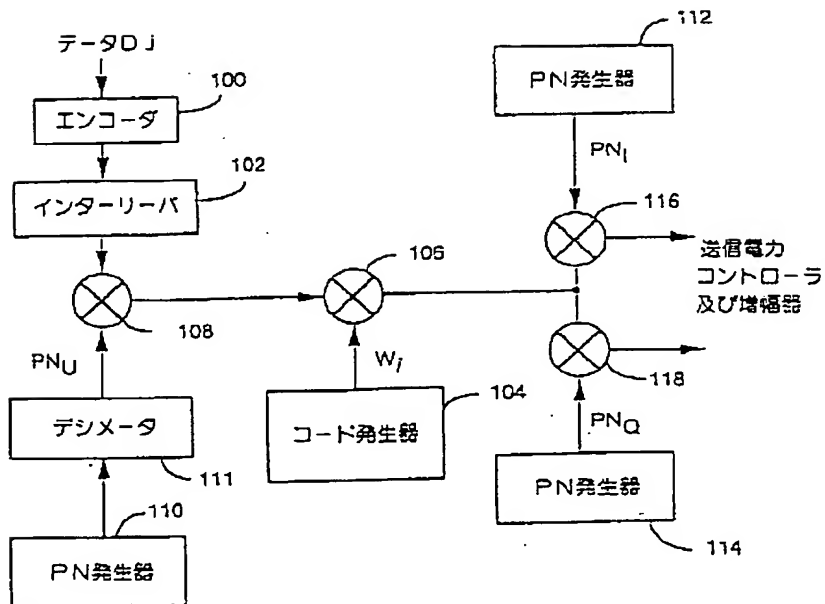 データDj
100
エンコーダ
102
インターリーバ
108
PNU
デシメータ
111
110
PN発生器
106
Wi
104
コード発生器
112
PN発生器
PNI
116
送信電力
コントローラ
及び増幅器
118
PNQ
PN発生器
114